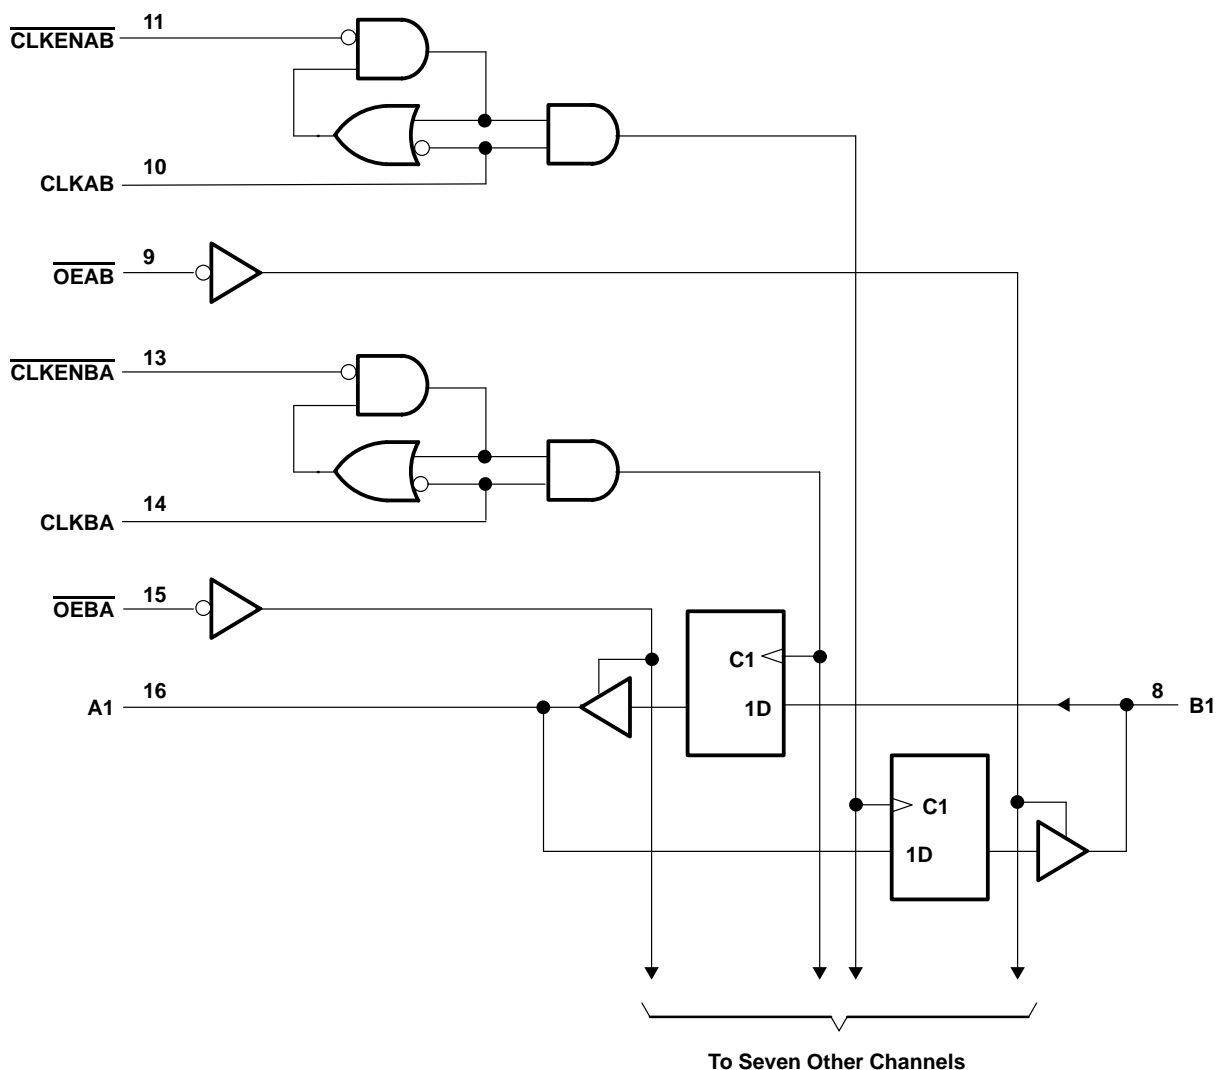 CLKENAB 11
CLKAB 10
OEAB 9
CLKENBA 13
CLKBA 14
OEBA 15
C1
A1 16
1D
8 B1
C1
1D
To Seven Other Channels